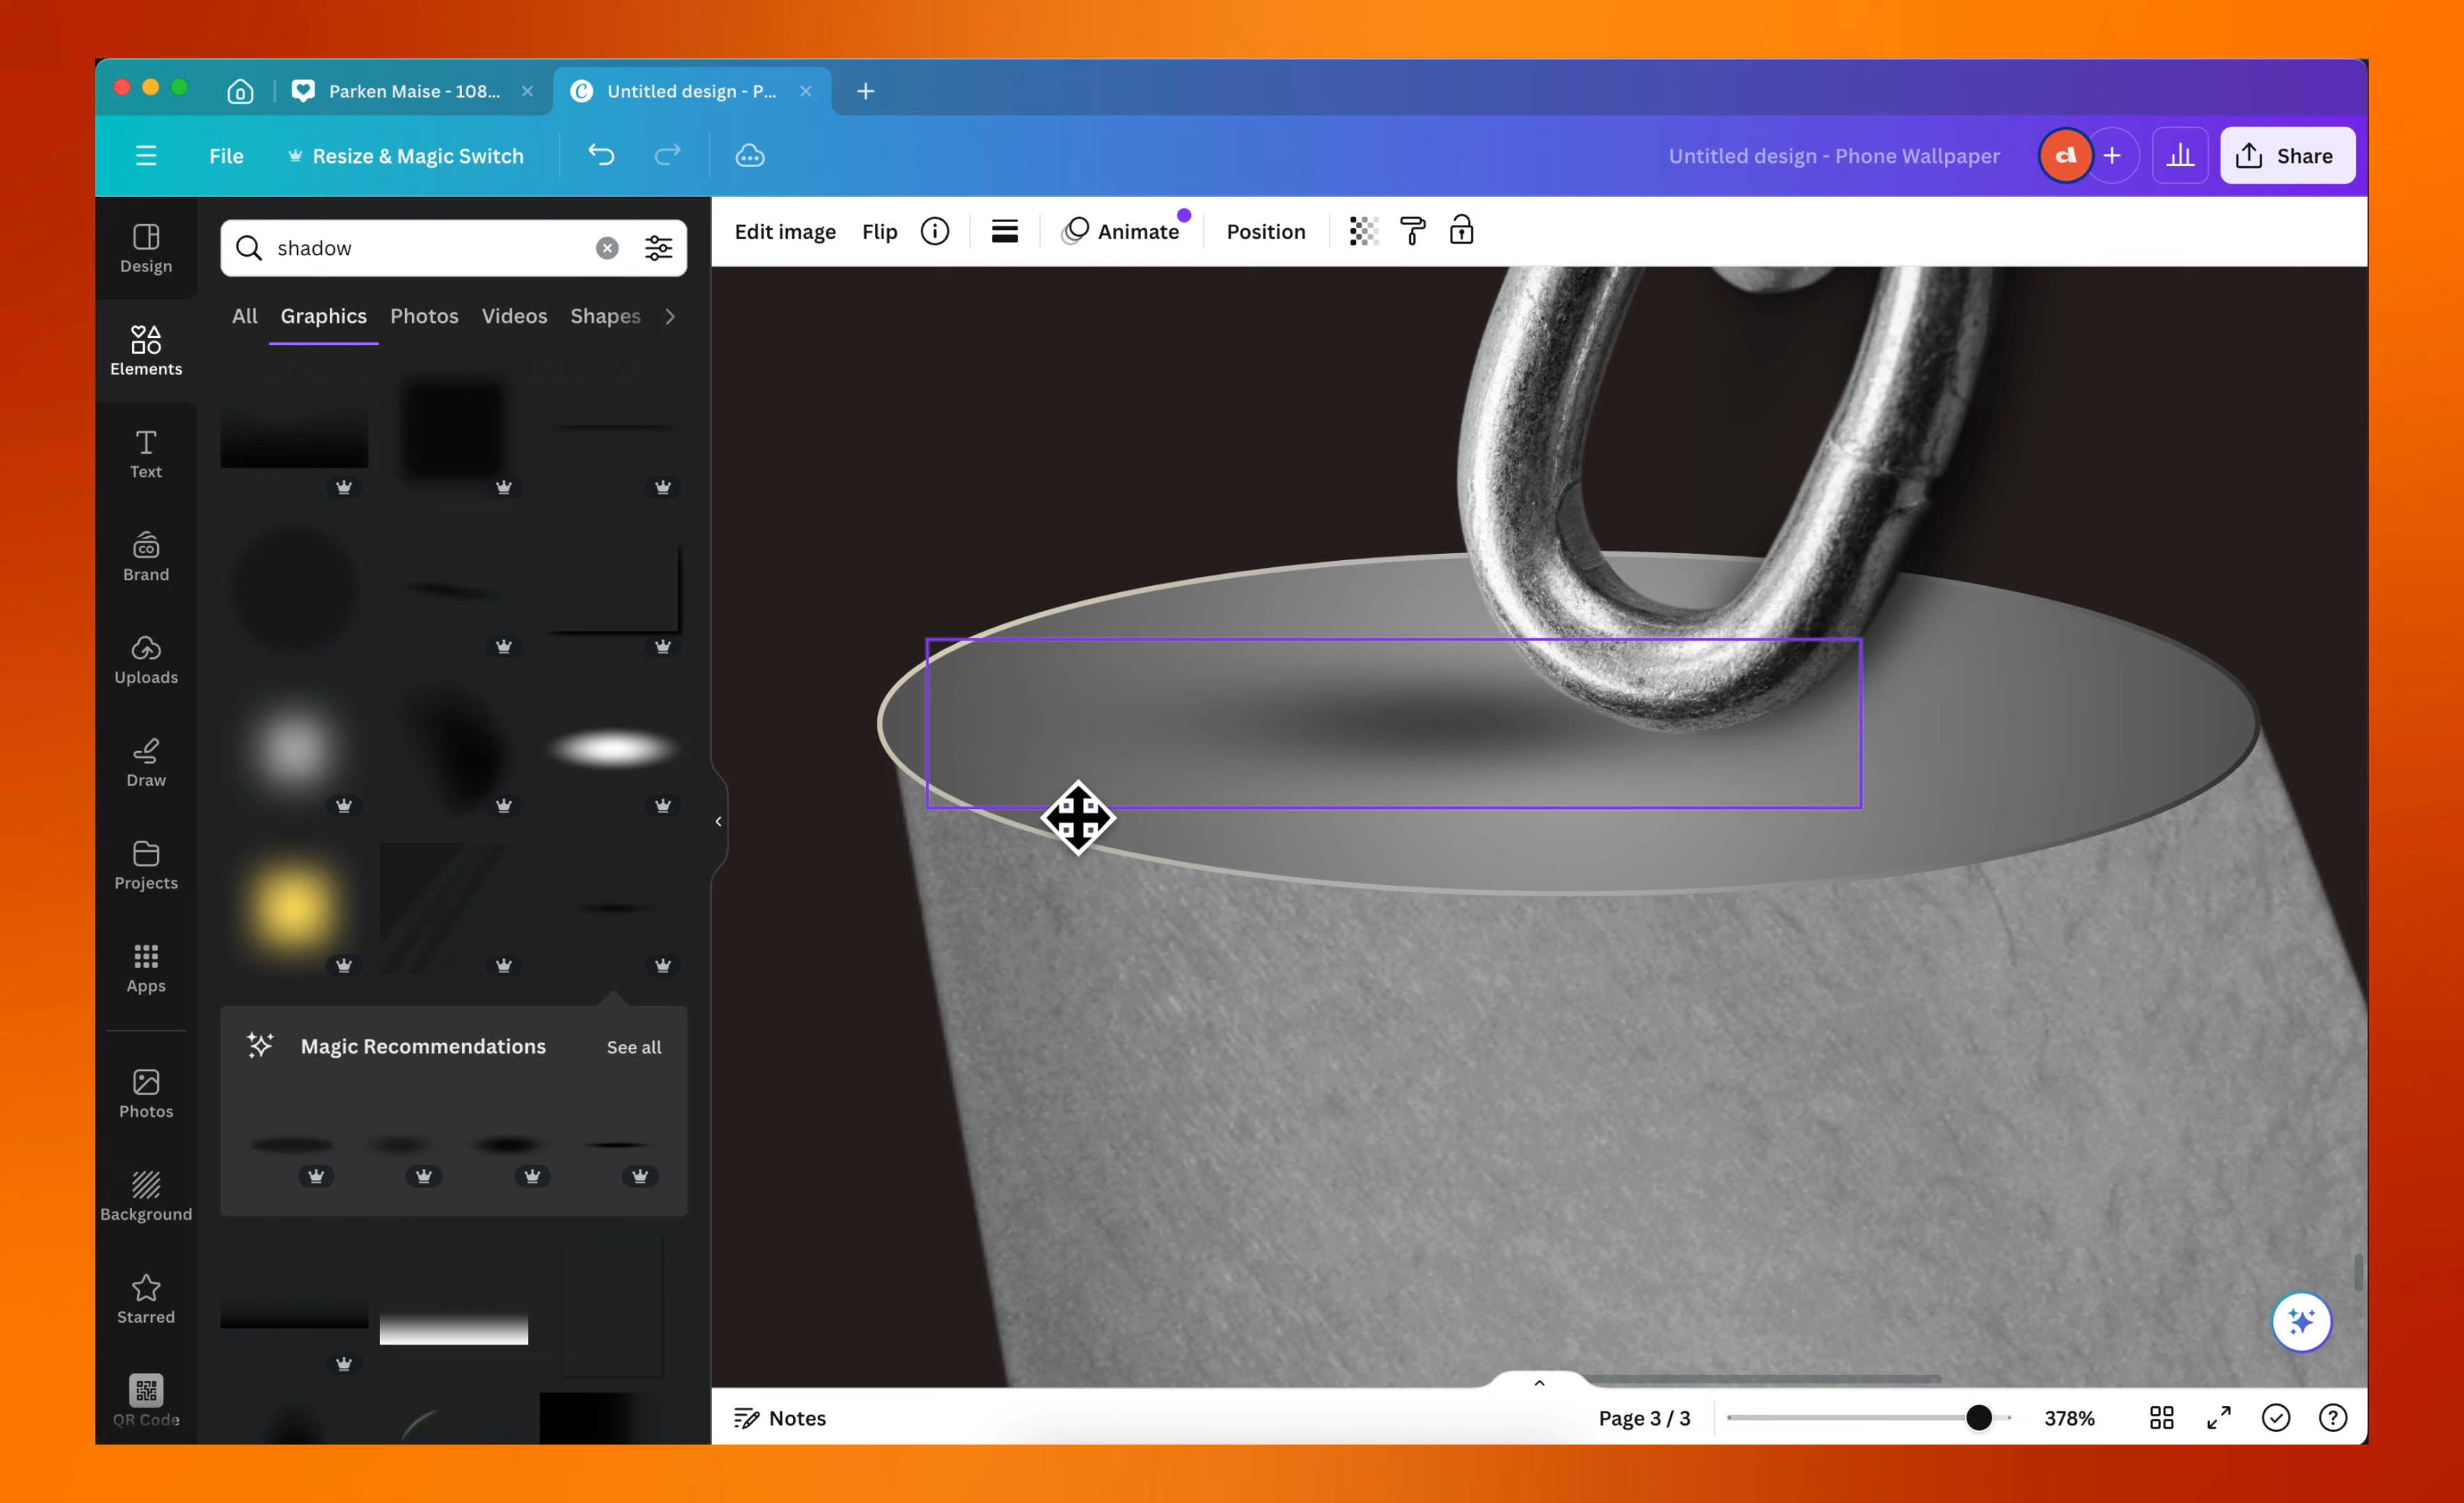 Parken Maise - 108...
Untitled design - P...
File
Resize & Magic Switch
Untitled design - Phone Wallpaper
d
Share
Design
Elements
Text
Brand
CO
Uploads
Draw
Projects
Apps
Photos
Background
Starred
QR Code
shadow
All
Graphics
Photos
Videos
Shapes
Magic Recommendations
See all
Edit image
Flip
Animate
Position
Notes
Page 3 / 3
378%